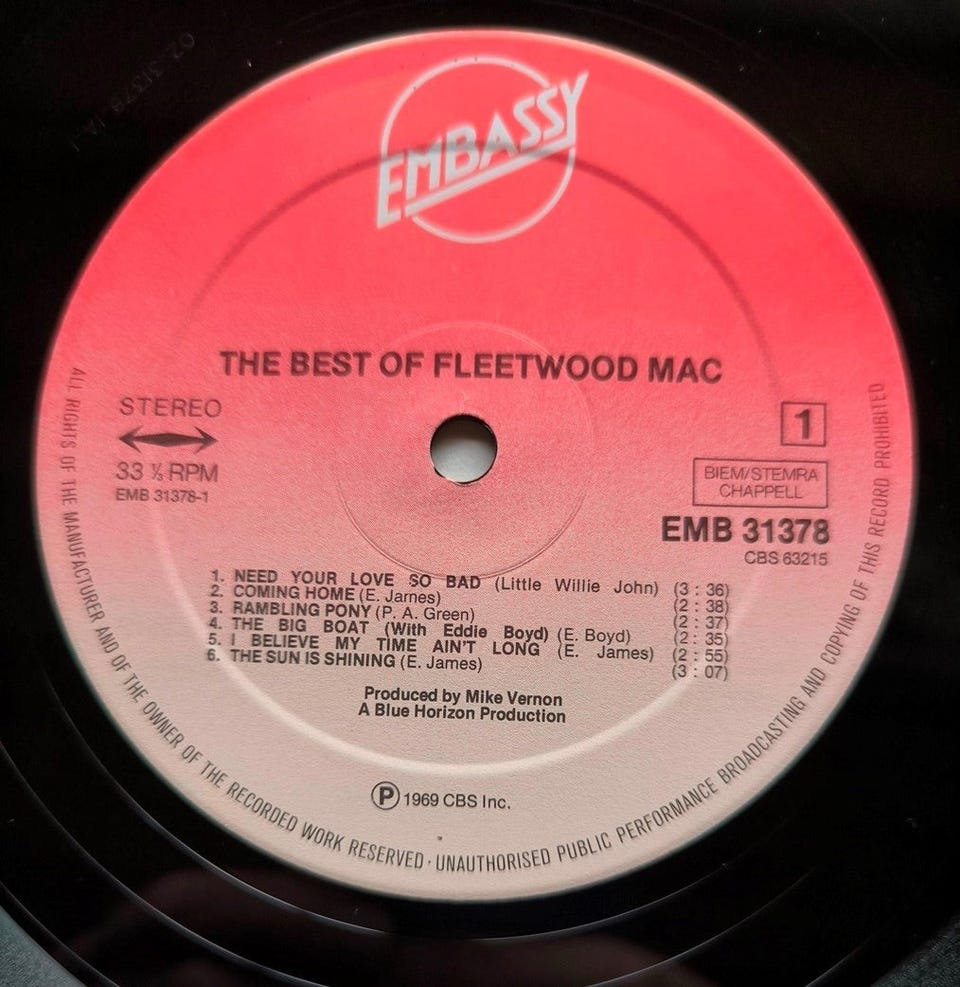 EMBASSY
THE BEST OF FLEETWOOD MAC
STEREO
33 ⅓ RPM
EMB 31378-1
1
BIEM/STEMRA
CHAPPELL
EMB 31378
CBS 63215
1. NEED YOUR LOVE SO BAD (Little Willie John) (3 : 36)
2. COMING HOME (E. James) (2 : 38)
3. RAMBLING PONY (P. A. Green) (2 : 37)
4. THE BIG BOAT (With Eddie Boyd) (E. Boyd) (2 : 35)
5. I BELIEVE MY TIME AIN'T LONG (E. James) (2 : 55)
6. THE SUN IS SHINING (E. James) (3 : 07)
Produced by Mike Vernon
A Blue Horizon Production
Ⓟ 1969 CBS Inc.
ALL RIGHTS OF THE MANUFACTURER AND OF THE OWNER OF THE RECORDED WORK RESERVED · UNAUTHORISED PUBLIC PERFORMANCE BROADCASTING AND COPYING OF THIS RECORD PROHIBITED